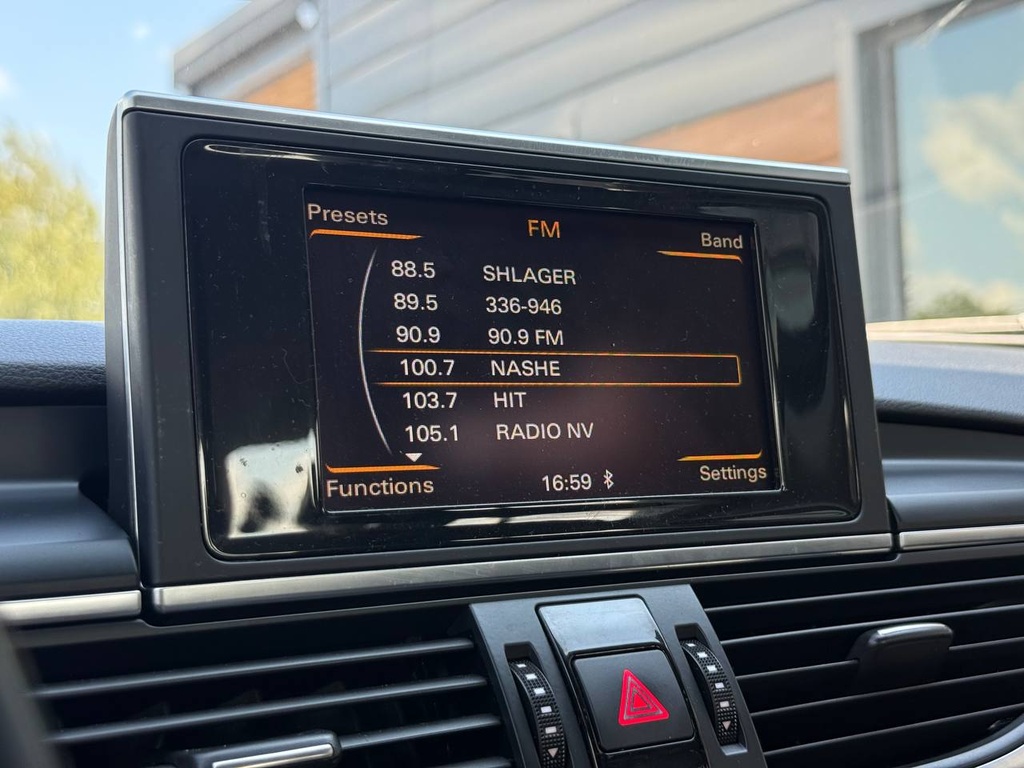 Presets
FM
Band
88.5 SHLAGER
89.5 336-946
90.9 90.9 FM
100.7 NASHE
103.7 HIT
105.1 RADIO NV
Functions
16:59
Settings